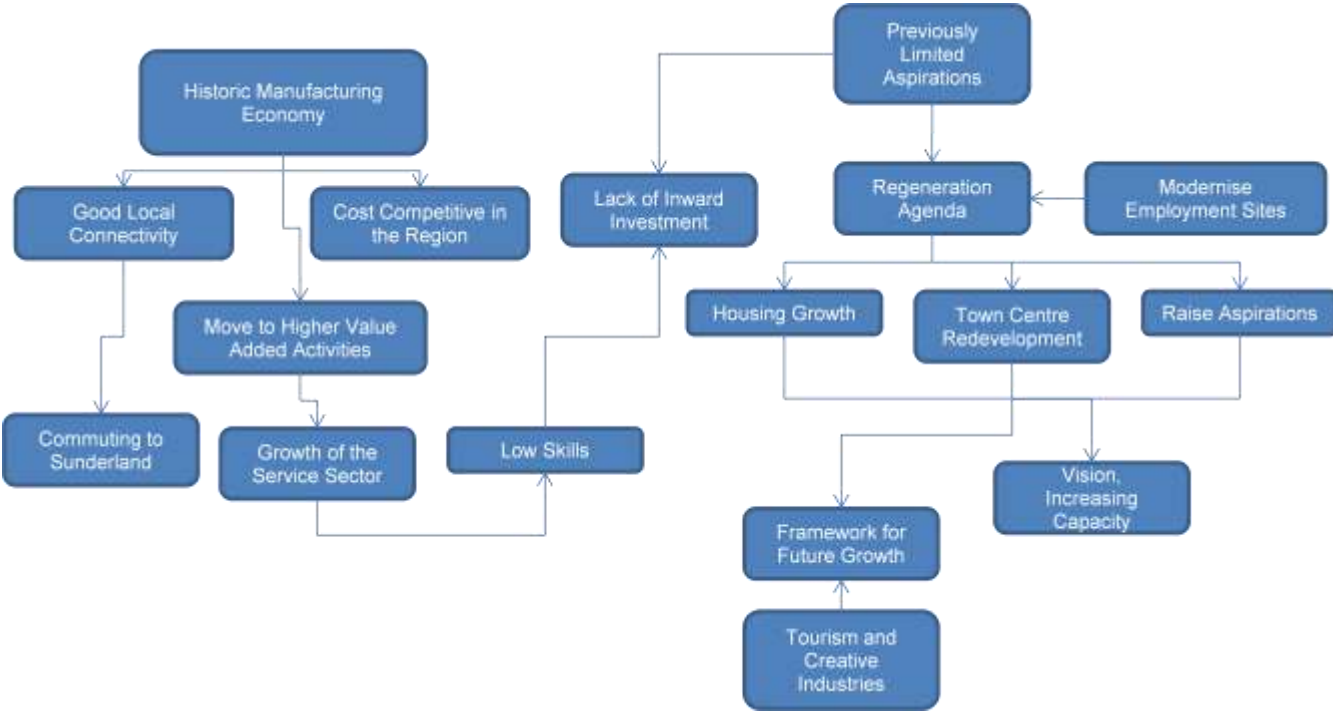 Previously
Limited
Aspirations
Historic Manufacturing
Economy
Good Local
Connectivity
Cost Competitive in
the Region
Lack of Inward
Investment
Regeneration
Agenda
Modernise
Employment Sites
Move to Higher Value
Added Activities
Housing Growth
Town Centre
Redevelopment
Raise Aspirations
Commuting to
Sunderland
Growth of the
Service Sector
Low Skills
Vision,
Increasing
Capacity
Framework for
Future Growth
Tourism and
Creative
Industries